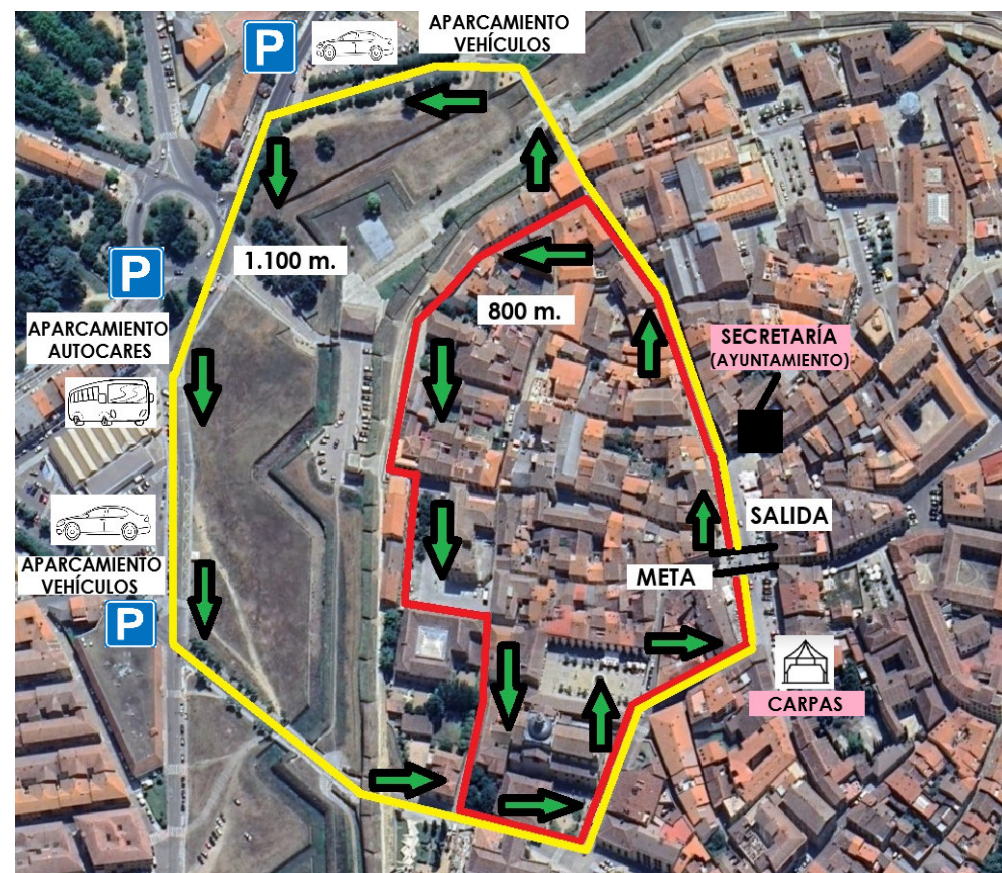 P
APARCAMIENTO
VEHÍCULOS
1.100 m.
P
800 m.
APARCAMIENTO
AUTOCARES
SECRETARÍA
(AYUNTAMIENTO)
SALIDA
APARCAMIENTO
VEHÍCULOS
META
P
CARPAS